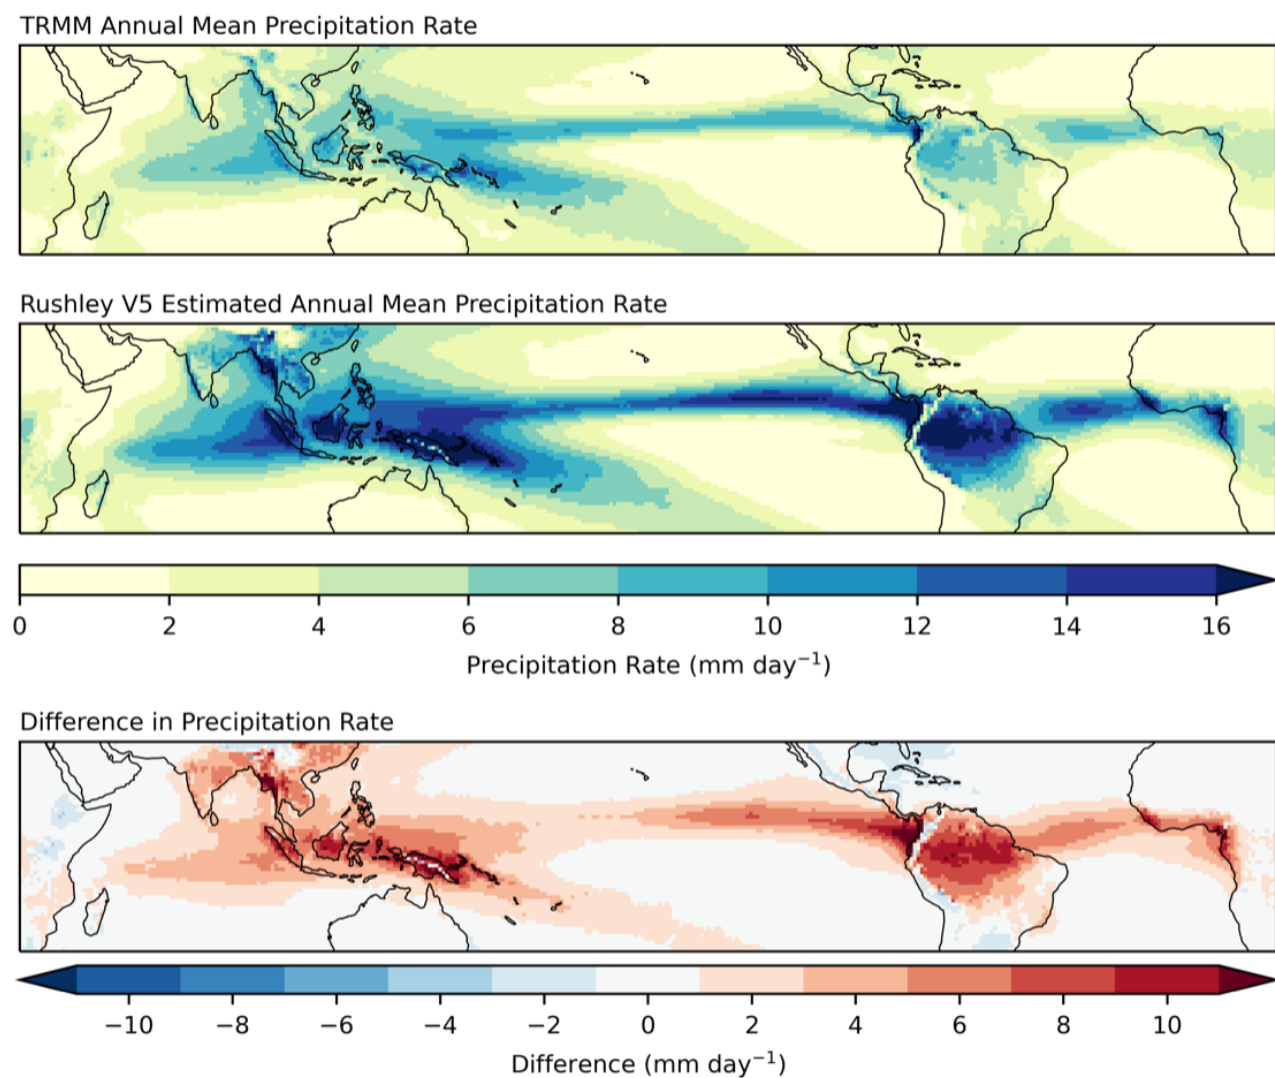 TRMM Annual Mean Precipitation Rate
Rushley V5 Estimated Annual Mean Precipitation Rate
0 2 4 6 8 10 12 14 16
Precipitation Rate (mm day⁻¹)
Difference in Precipitation Rate
−10 −8 −6 −4 −2 0 2 4 6 8 10
Difference (mm day⁻¹)